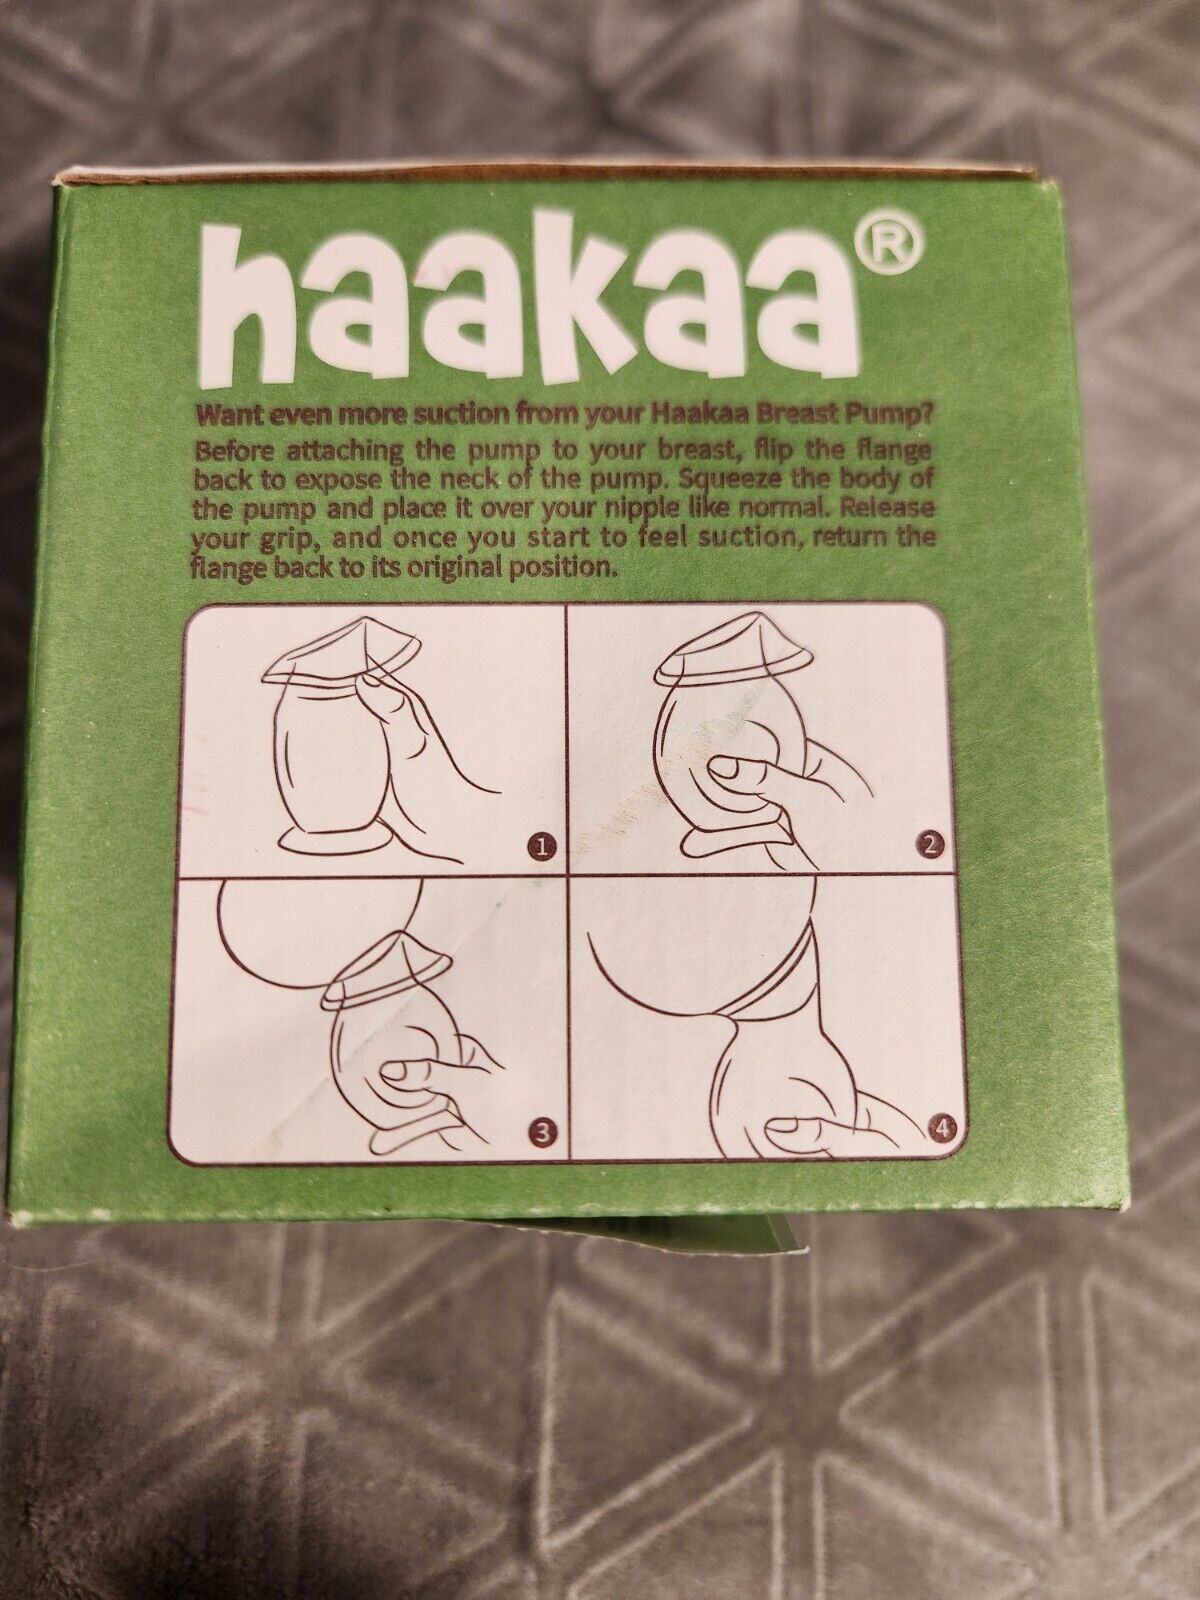 haakaa®
Want even more suction from your Haakaa Breast Pump?
Before attaching the pump to your breast, flip the flange
back to expose the neck of the pump. Squeeze the body of
the pump and place it over your nipple like normal. Release
your grip, and once you start to feel suction, return the
flange back to its original position.
1
2
3
4